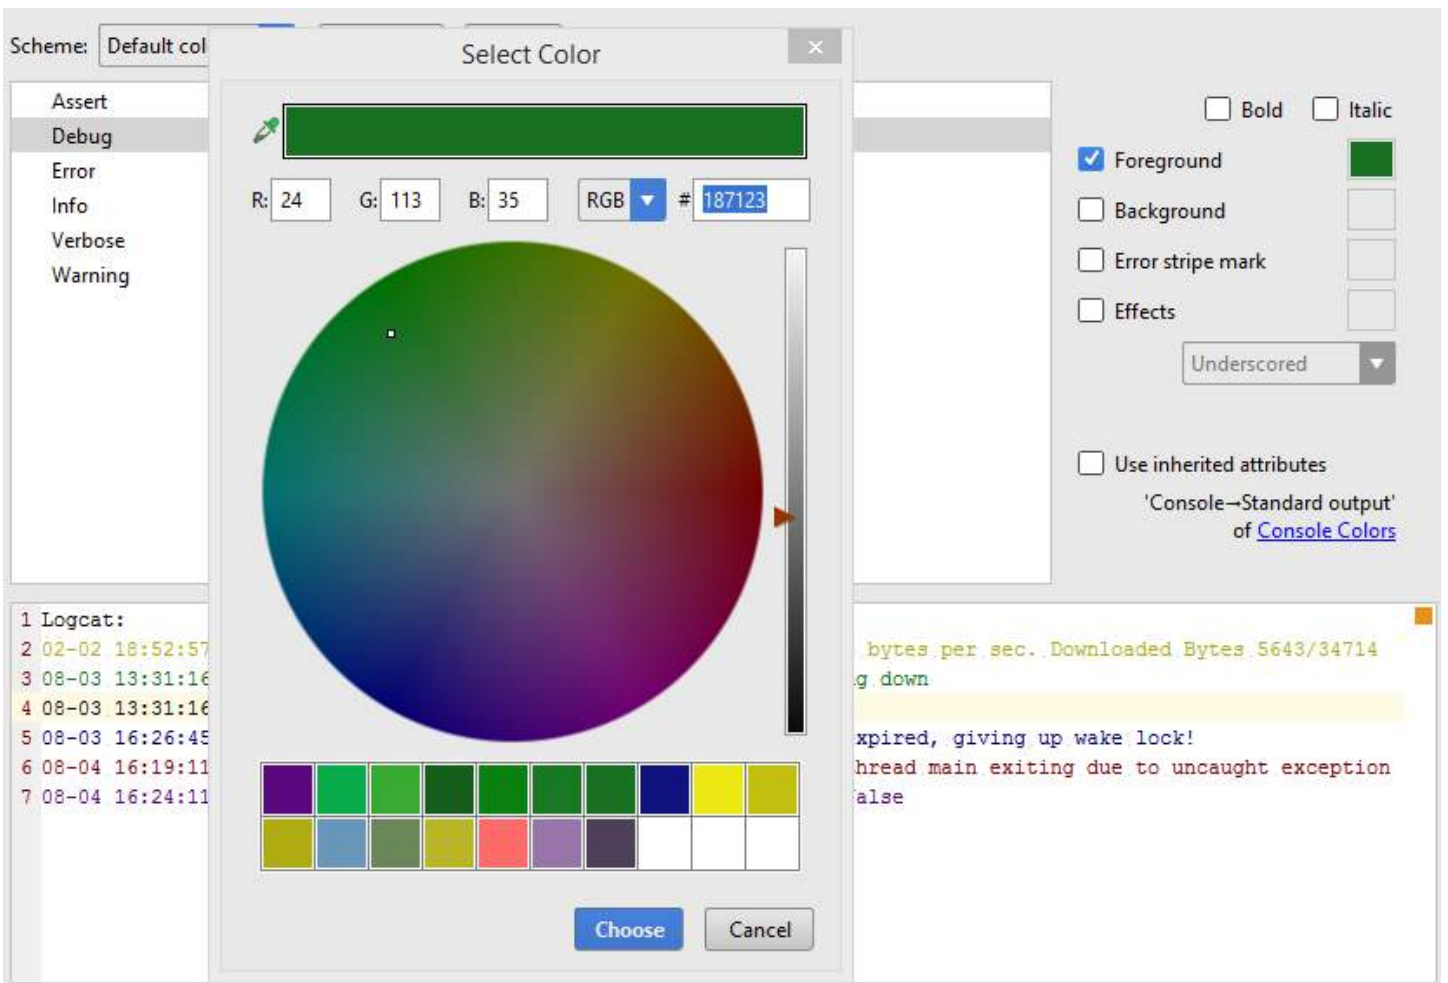 Scheme: Default col
Select Color
Assert
Debug
Error
Info
Verbose
Warning
R: 24 G: 113 B: 35 RGB # 187123
Bold Italic
Foreground
Background
Error stripe mark
Effects
Underscored
Use inherited attributes
'Console→Standard output'
of Console Colors
1 Logcat:
2 02-02 18:52:57 bytes per sec. Downloaded Bytes 5643/34714
3 08-03 13:31:16 g down
4 08-03 13:31:16
5 08-03 16:26:45 xpired, giving up wake lock!
6 08-04 16:19:11 hread main exiting due to uncaught exception
7 08-04 16:24:11 alse
Choose Cancel